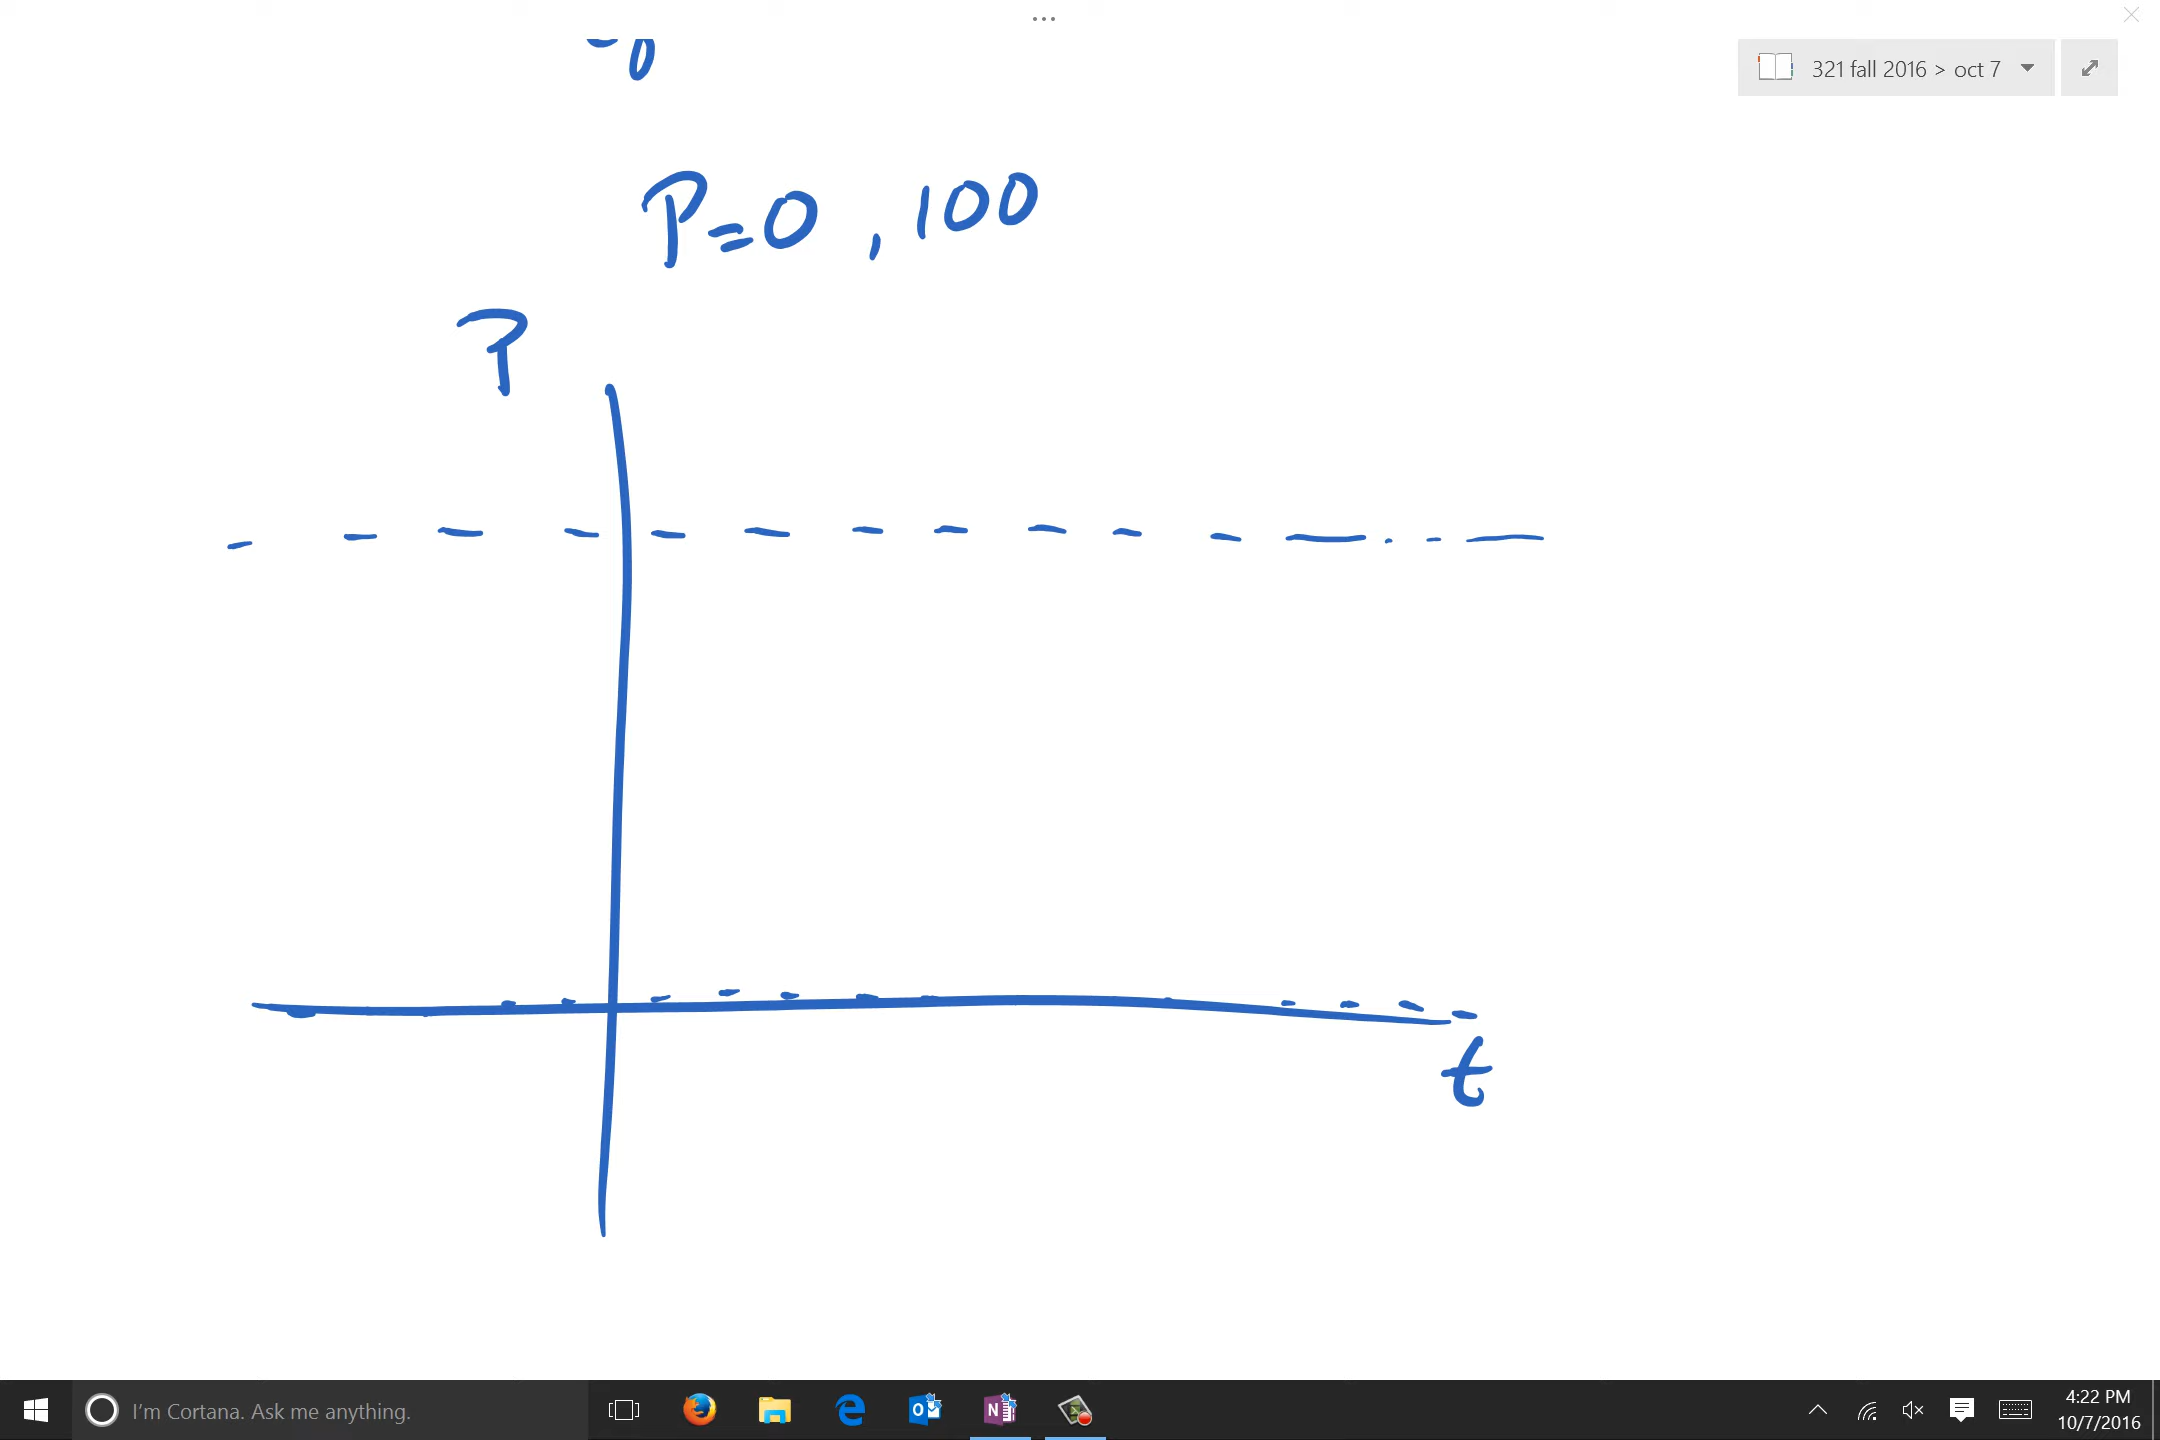 321 fall 2016 > oct 7
P=0 , 100
P
t
I'm Cortana. Ask me anything.
4:22 PM
10/7/2016